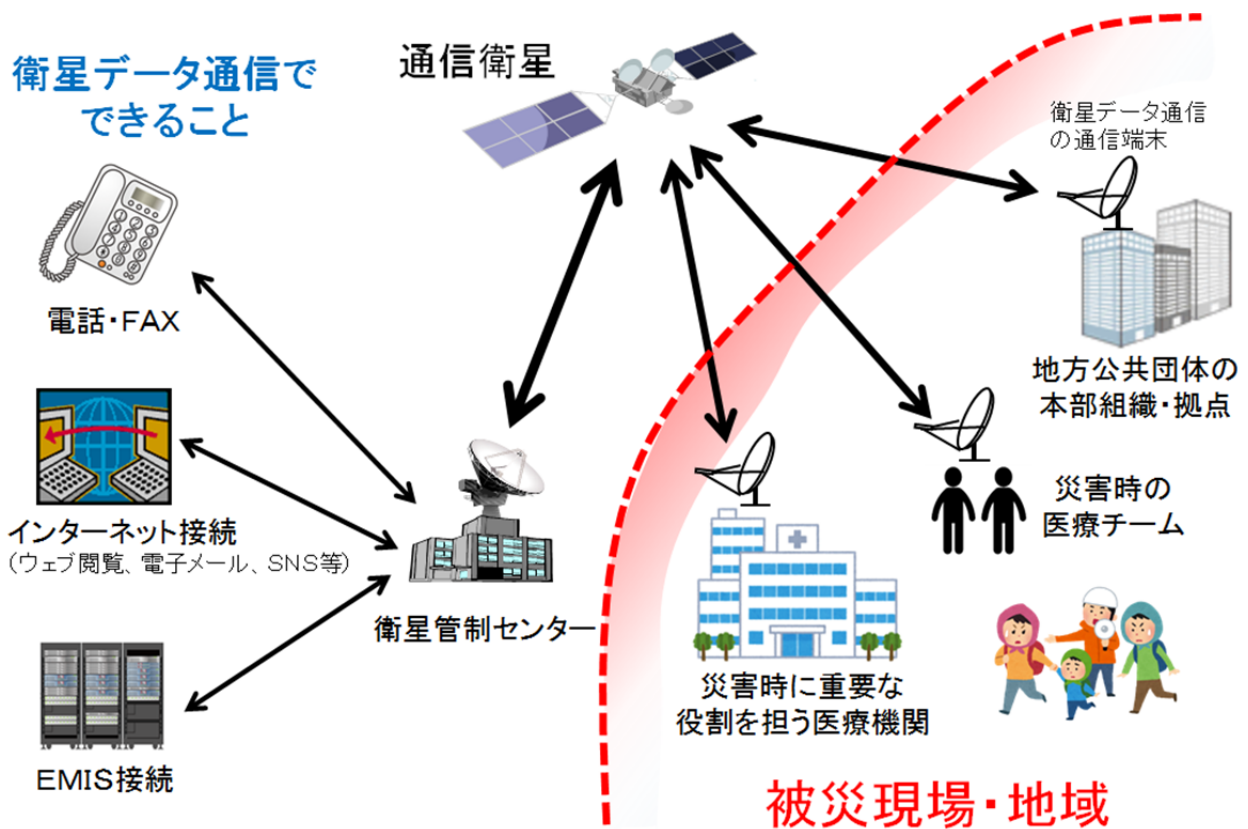 衛星データ通信で
できること
通信衛星
衛星データ通信
の通信端末
電話・FAX
地方公共団体の
本部組織・拠点
インターネット接続
(ウェブ閲覧、電子メール、SNS等)
災害時の
医療チーム
衛星管制センター
災害時に重要な
役割を担う医療機関
EMIS接続
被災現場・地域